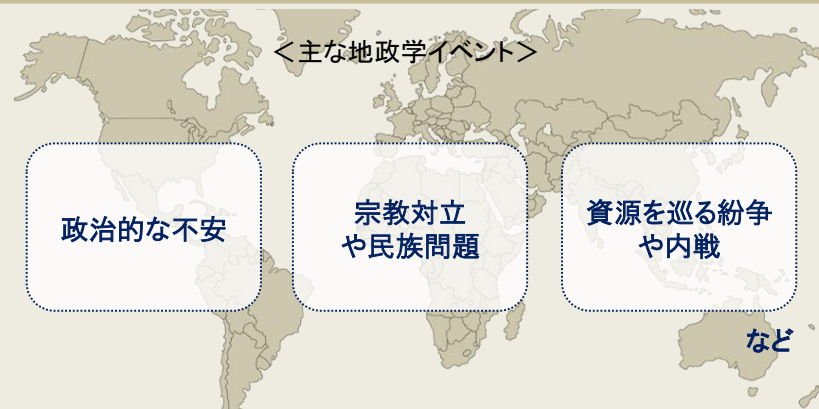 ＜主な地政学イベント＞
政治的な不安
宗教対立
や民族問題
資源を巡る紛争
や内戦
など